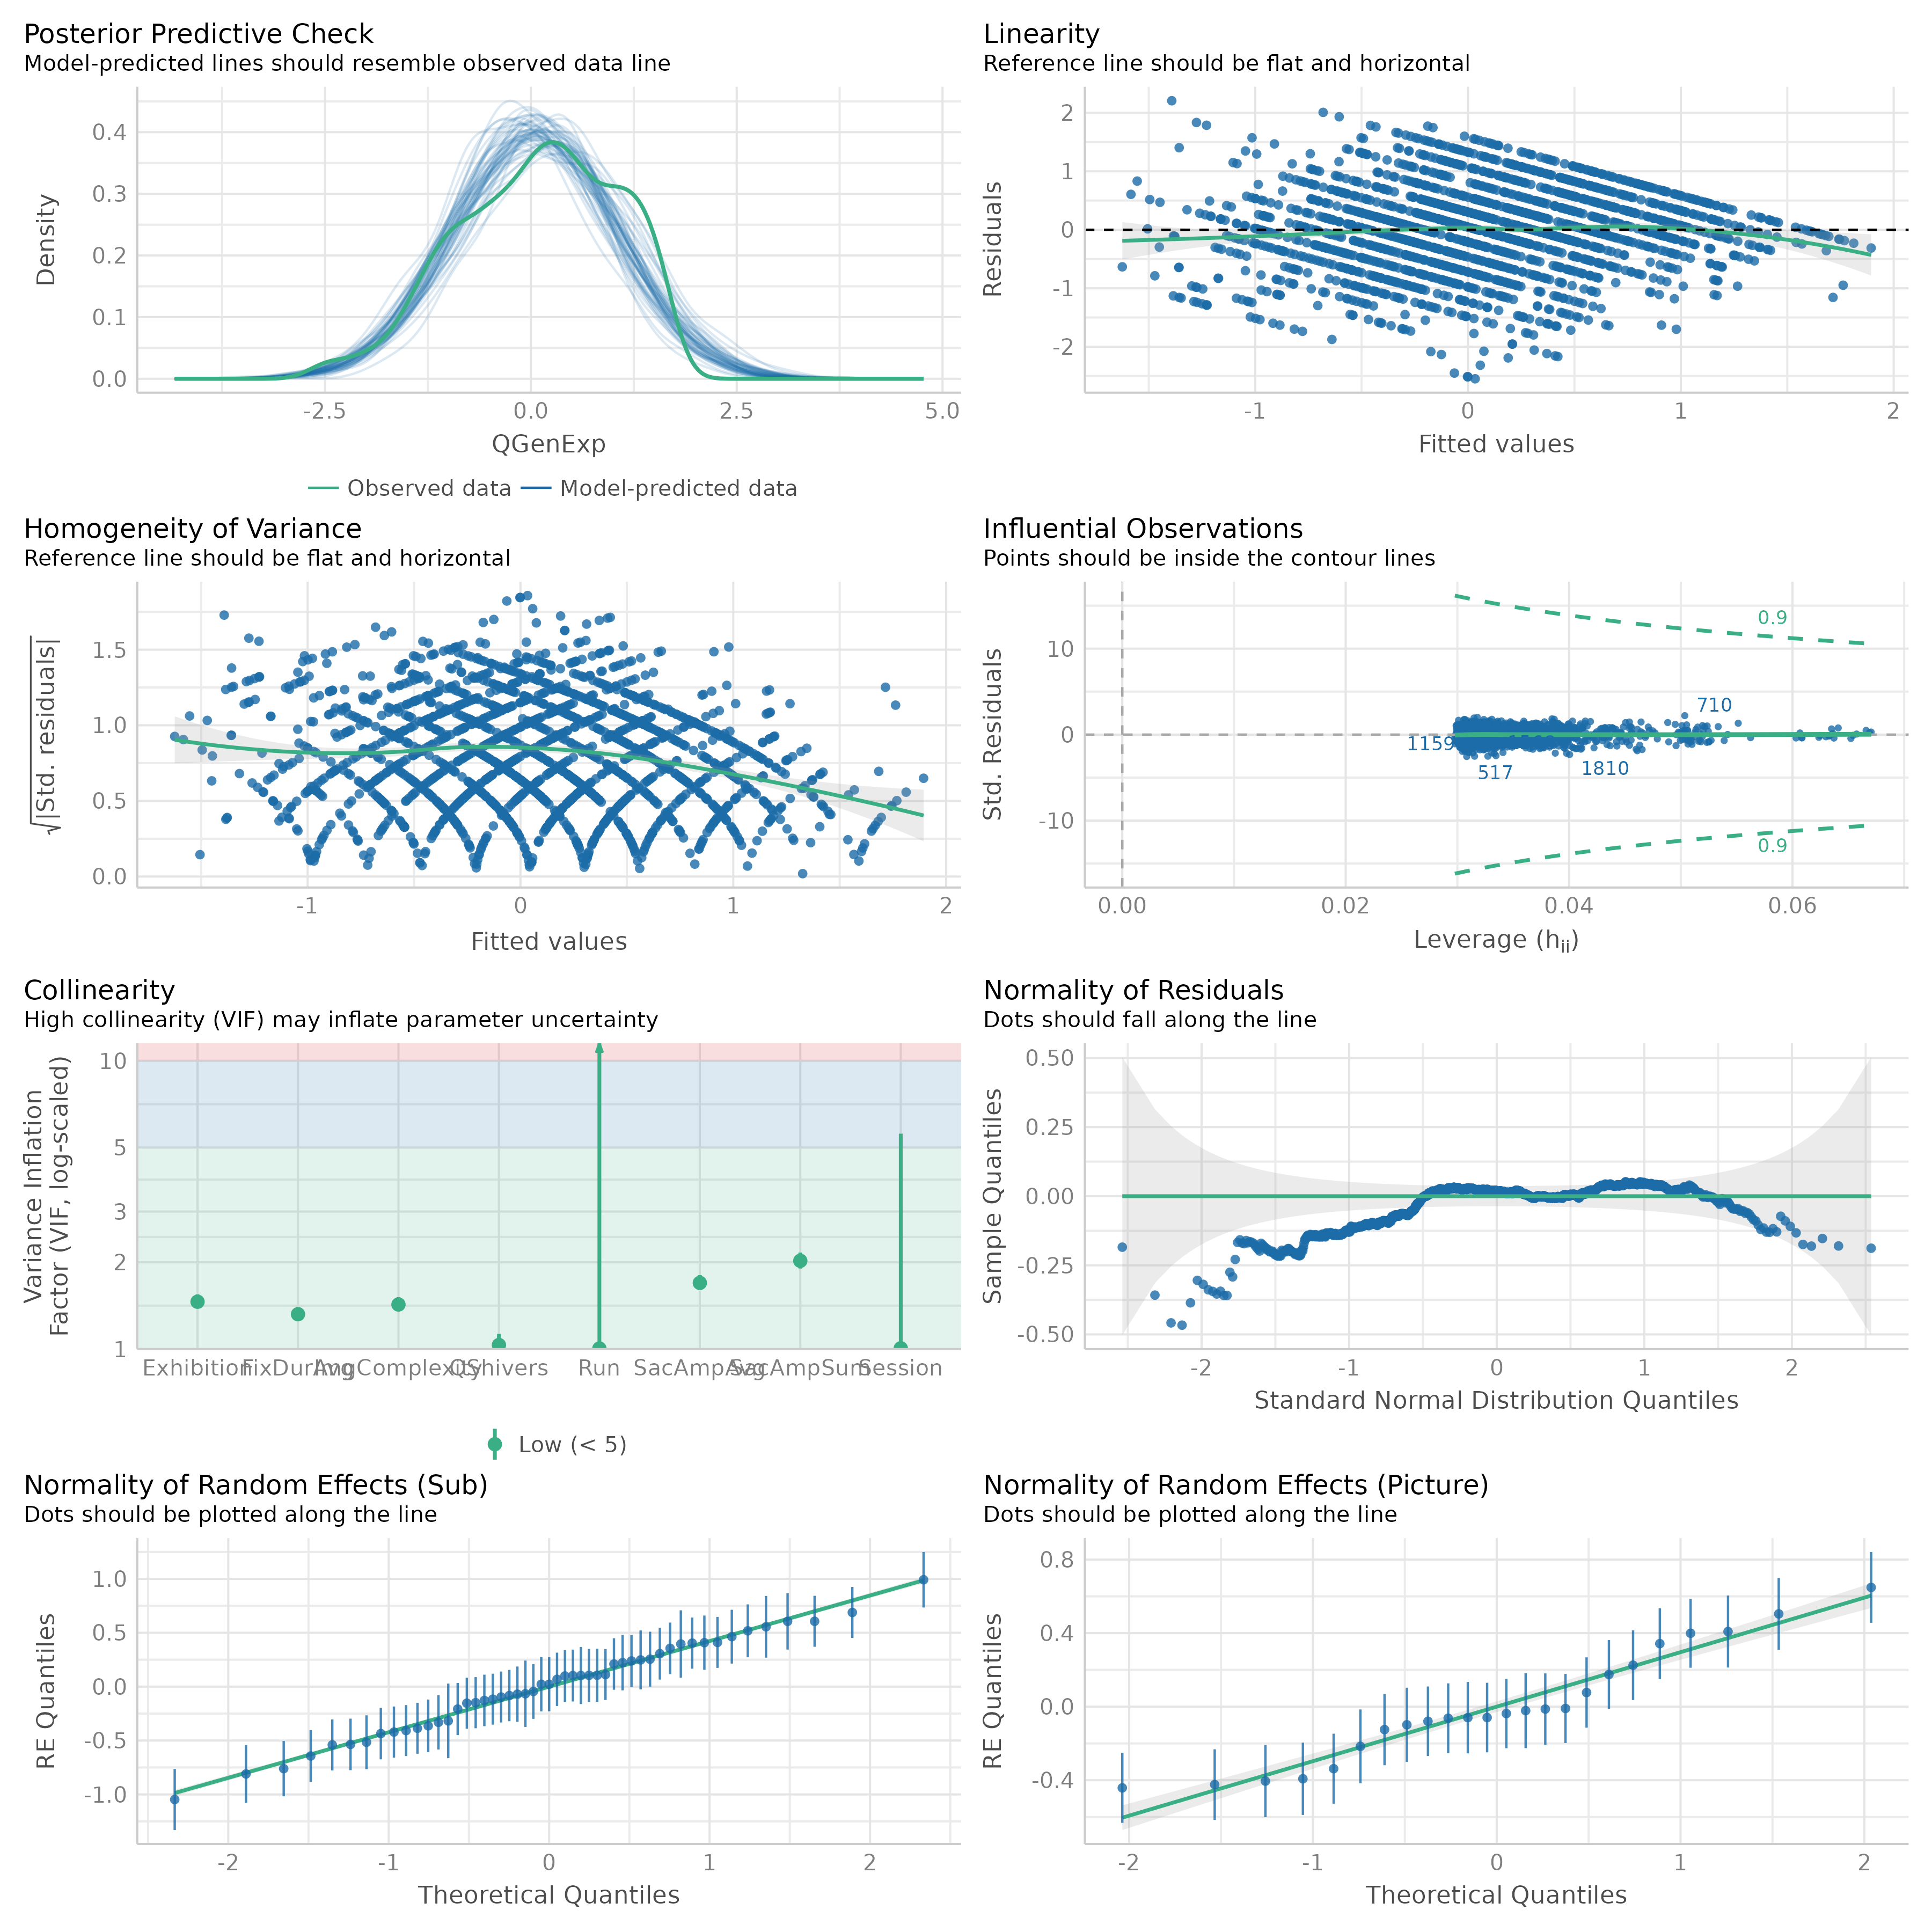 Posterior Predictive Check
Model-predicted lines should resemble observed data line
Density
0.4
0.3
0.2
0.1
0.0
-2.5
0.0
2.5
5.0
QGenExp
Observed data
Model-predicted data
Linearity
Reference line should be flat and horizontal
Residuals
2
1
0
-1
-2
-1
0
1
2
Fitted values
Homogeneity of Variance
Reference line should be flat and horizontal
√|Std. residuals|
1.5
1.0
0.5
0.0
-1
0
1
2
Fitted values
Influential Observations
Points should be inside the contour lines
Std. Residuals
10
0
-10
0.9
710
1159
517
1810
0.9
0.00
0.02
0.04
0.06
Leverage (hii)
Collinearity
High collinearity (VIF) may inflate parameter uncertainty
Variance Inflation
Factor (VIF, log-scaled)
10
5
3
2
1
Exhibition
FixDurAvg
ImgComplexity
QShivers
Run
SacAmpAvg
SacAmpSum
Session
Low (< 5)
Normality of Residuals
Dots should fall along the line
Sample Quantiles
0.50
0.25
0.00
-0.25
-0.50
-2
-1
0
1
2
Standard Normal Distribution Quantiles
Normality of Random Effects (Sub)
Dots should be plotted along the line
RE Quantiles
1.0
0.5
0.0
-0.5
-1.0
-2
-1
0
1
2
Theoretical Quantiles
Normality of Random Effects (Picture)
Dots should be plotted along the line
RE Quantiles
0.8
0.4
0.0
-0.4
-2
-1
0
1
2
Theoretical Quantiles